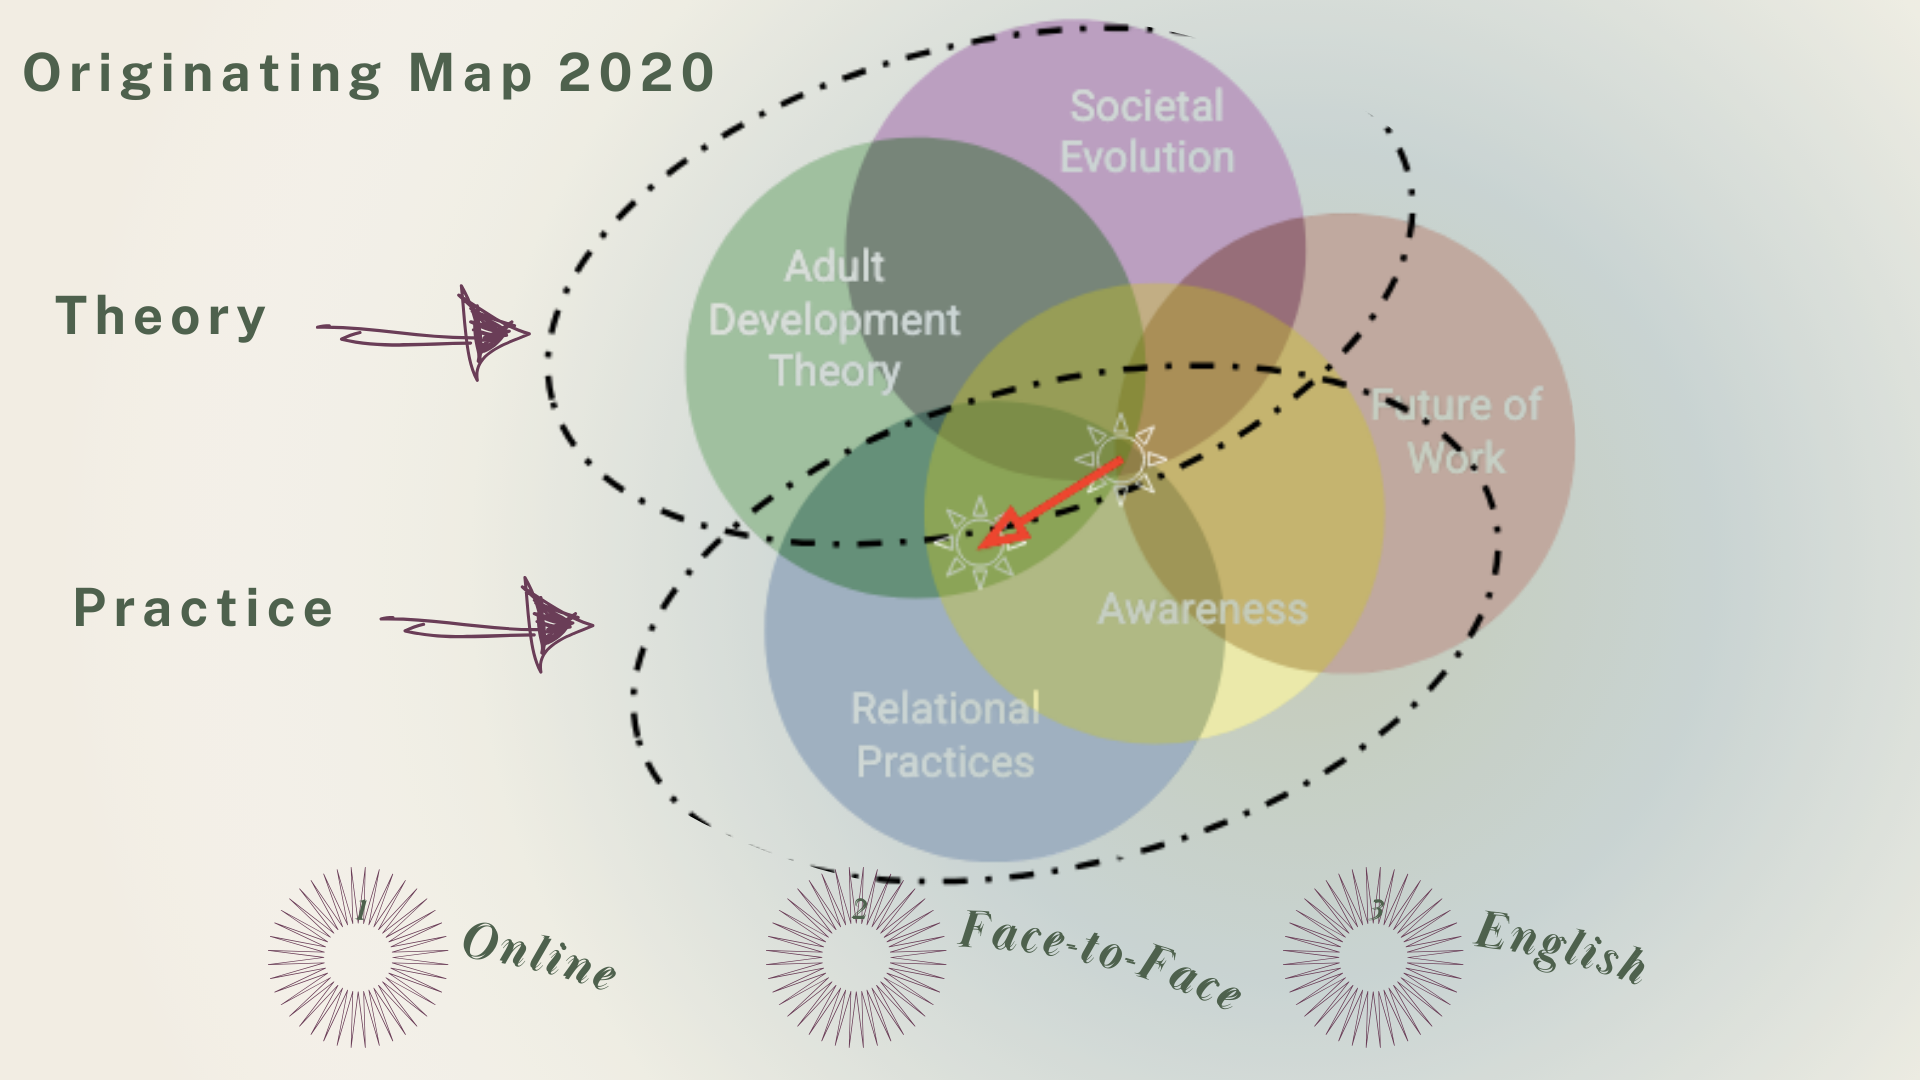 Originating Map 2020
Societal
Evolution
Adult
Development
Theory
Theory
Future of
Work
Practice
Awareness
Relational
Practices
1
Online
2
Face-to-Face
3
English